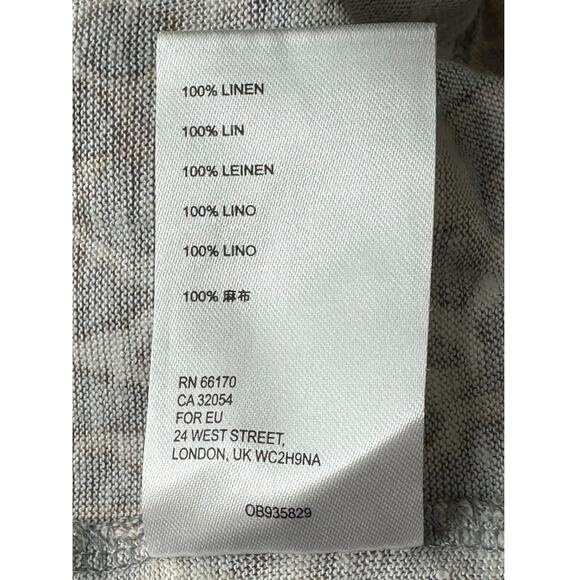 100% LINEN
100% LIN
100% LEINEN
100% LINO
100% LINO
100% 麻布
RN 66170
CA 32054
FOR EU
24 WEST STREET,
LONDON, UK WC2H9NA
OB935829